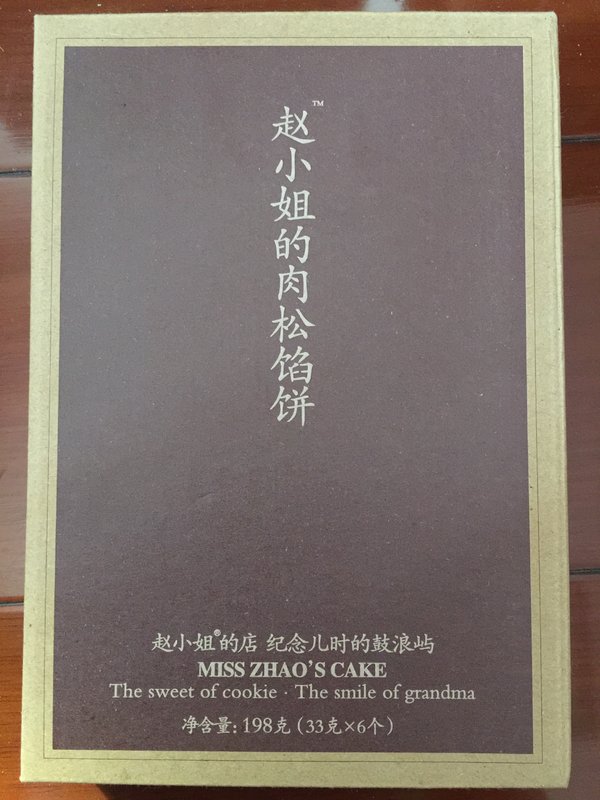 赵小姐的肉松馅饼™
赵小姐®的店 纪念儿时的鼓浪屿
MISS ZHAO'S CAKE
The sweet of cookie · The smile of grandma
净含量: 198克 (33克×6个)